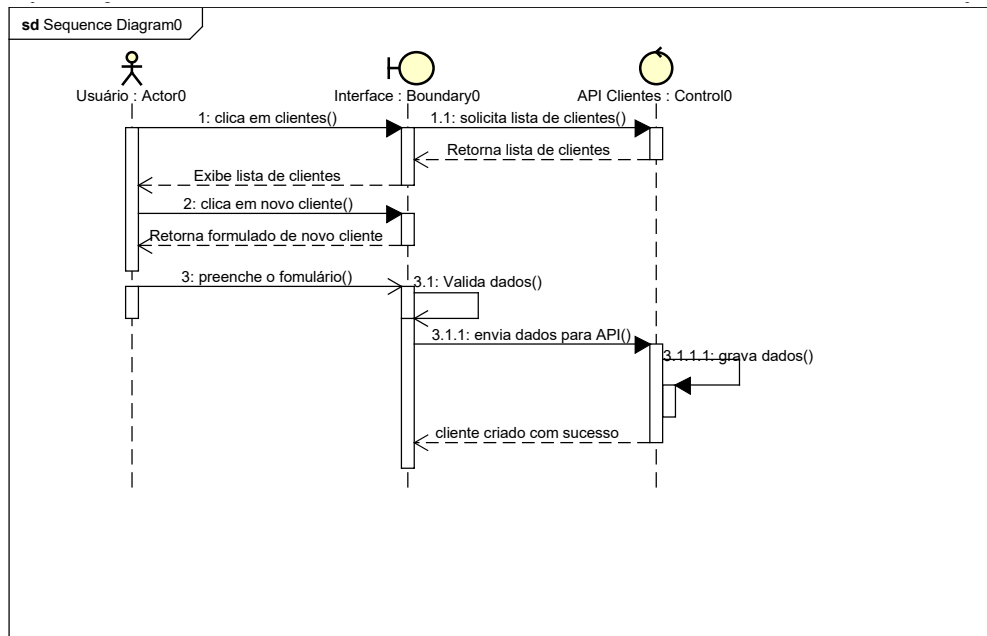 sd Sequence Diagram0
Usuário : Actor0
Interface : Boundary0
API Clientes : Control0
1: clica em clientes()
1.1: solicita lista de clientes()
Retorna lista de clientes
Exibe lista de clientes
2: clica em novo cliente()
Retorna formulado de novo cliente
3: preenche o fomulário()
3.1: Valida dados()
3.1.1: envia dados para API()
3.1.1.1: grava dados()
cliente criado com sucesso